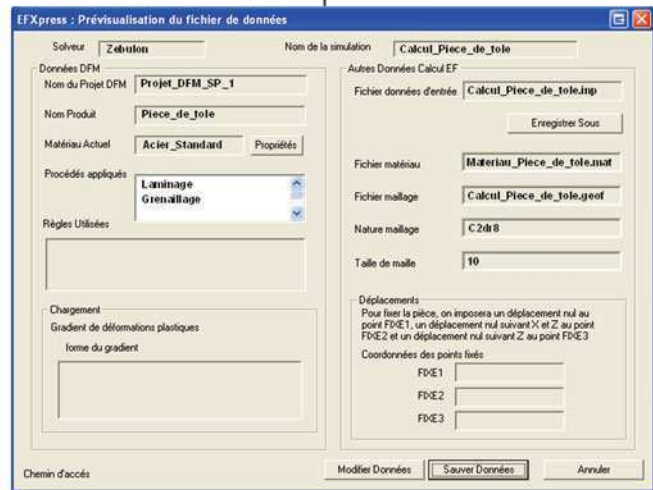 EFXpress : Prévisualisation du fichier de données
Solveur Zebulon Nom de la simulation Calcul_Piece_de_tole
Données DFM
Nom du Projet DFM Projet_DFM_SP_1
Nom Produit Piece_de_tole
Matériau Actuel Acier_Standard Propriétés
Procédés appliqués
Laminage
Grenaillage
Règles Utilisées
Chargement
Gradient de déformations plastiques
forme du gradient
Autres Données Calcul EF
Fichier données d'entrée Calcul_Piece_de_tole.inp
Enregistrer Sous
Fichier matériau Materiau_Piece_de_tole.mat
Fichier maillage Calcul_Piece_de_tole.geof
Nature maillage C2dr8
Taille de maille 10
Déplacements
Pour fixer la pièce, on imposera un déplacement nul au
point FIXE1, un déplacement nul suivant X et Z au point
FIXE2 et un déplacement nul suivant Z au point FIXE3
Coordonnées des points fixés
FIXE1
FIXE2
FIXE3
Chemin d'accés
Modifier Données Sauver Données Annuler